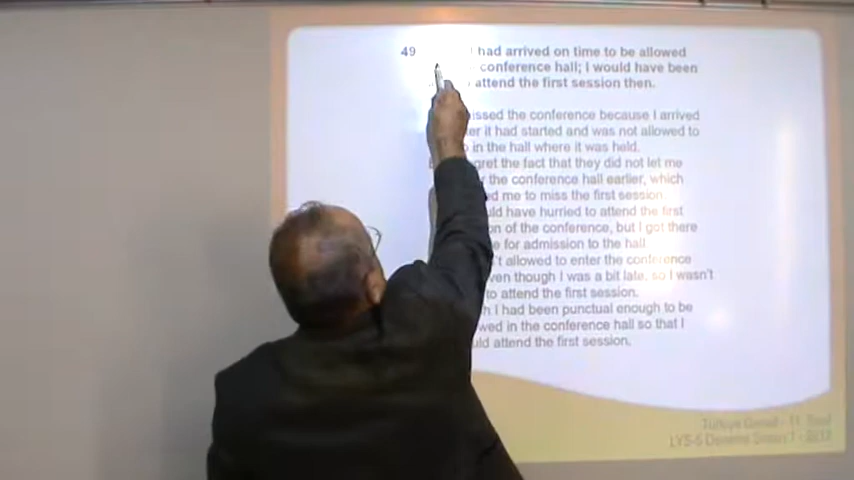 49 I had arrived on time to be allowed
conference hall; I would have been
attend the first session then.
issed the conference because I arrived
er it had started and was not allowed to
in the hall where it was held.
gret the fact that they did not let me
the conference hall earlier, which
ed me to miss the first session.
uld have hurried to attend the first
on of the conference, but I got there
e for admission to the hall.
't allowed to enter the conference
ven though I was a bit late, so I wasn't
to attend the first session.
h I had been punctual enough to be
wed in the conference hall so that I
uld attend the first session.
Türkiye Geneli - 11. Sınıf
LYS-5 Deneme Sınavı 1 - 2013